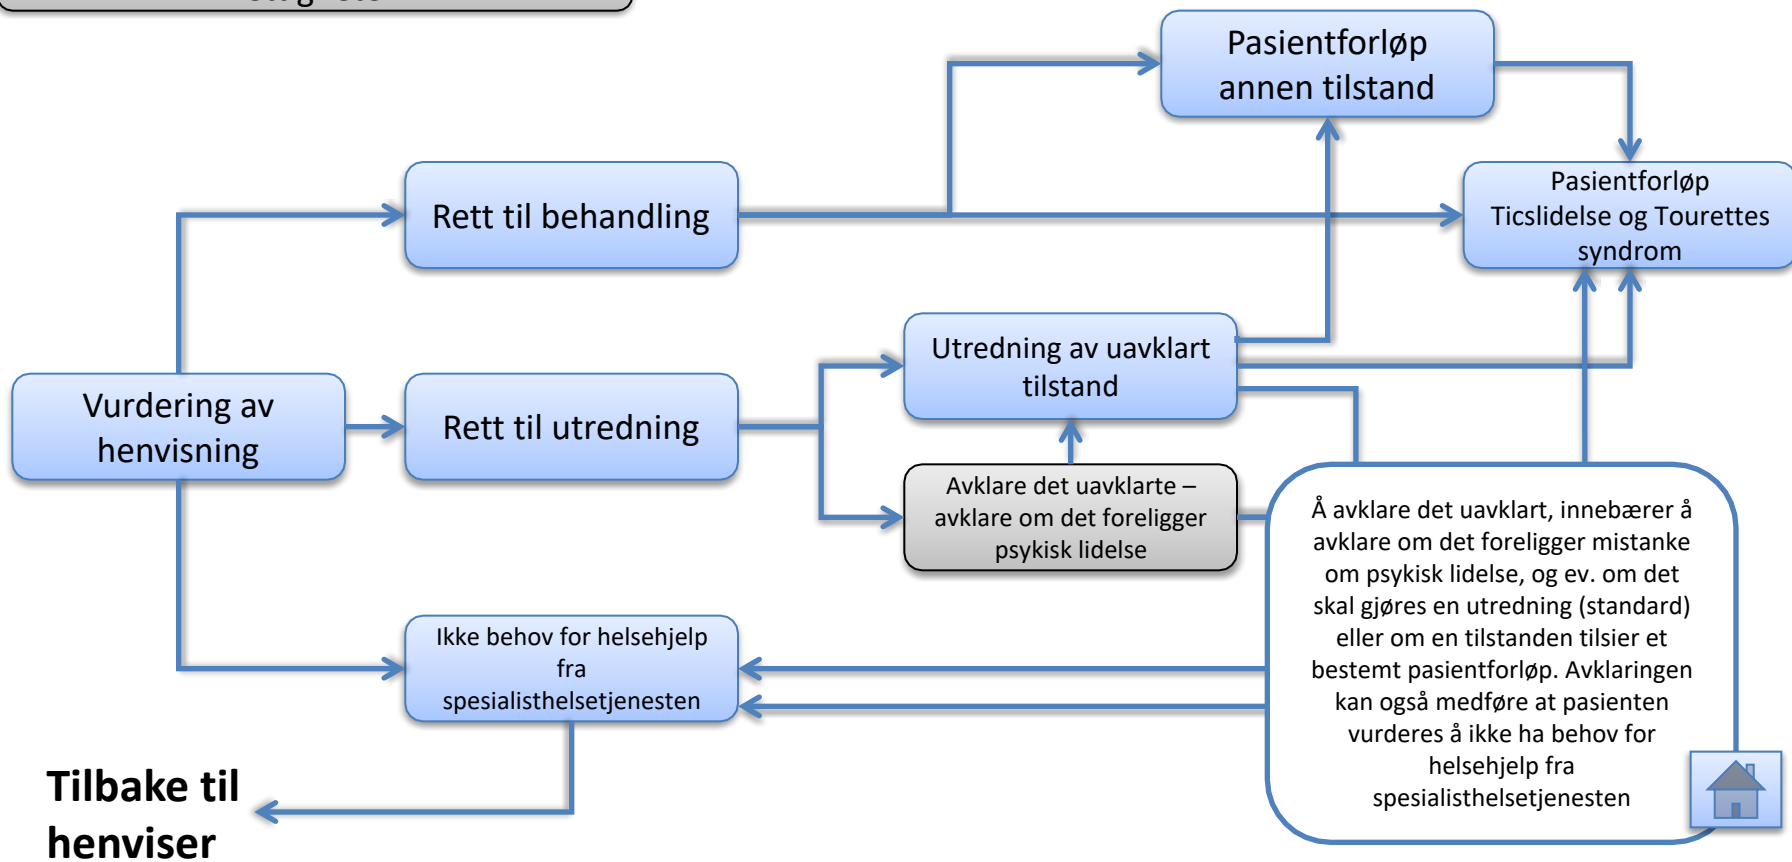 Pasientforløp
annen tilstand
Rett til behandling
Pasientforløp
Ticslidelse og Tourettes
syndrom
Utredning av uavklart
tilstand
Vurdering av
henvisning
Rett til utredning
Avklare det uavklarte –
avklare om det foreligger
psykisk lidelse
Å avklare det uavklart, innebærer å
avklare om det foreligger mistanke
om psykisk lidelse, og ev. om det
skal gjøres en utredning (standard)
eller om en tilstanden tilsier et
bestemt pasientforløp. Avklaringen
kan også medføre at pasienten
vurderes å ikke ha behov for
helsehjelp fra
spesialisthelsetjenesten
Ikke behov for helsehjelp
fra
spesialisthelsetjenesten
Tilbake til
henviser